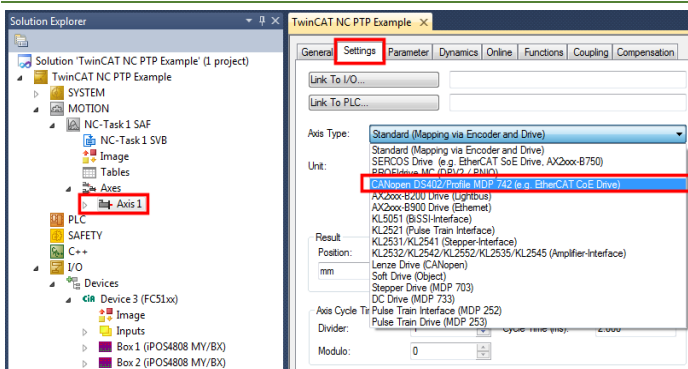 Solution Explorer
Solution 'TwinCAT NC PTP Example' (1 project)
TwinCAT NC PTP Example
SYSTEM
MOTION
NC-Task 1 SAF
NC-Task 1 SVB
Image
Tables
Axes
Axis 1
PLC
SAFETY
C++
I/O
Devices
CiA Device 3 (FC51xx)
Image
Inputs
Box 1 (iPOS4808 MY/BX)
Box 2 (iPOS4808 MY/BX)
TwinCAT NC PTP Example
General Settings Parameter Dynamics Online Functions Coupling Compensation
Link To I/O...
Link To PLC...
Axis Type: Standard (Mapping via Encoder and Drive)
Standard (Mapping via Encoder and Drive)
SERCOS Drive (e.g. EtherCAT SoE Drive, AX2xxx-B750)
PROFIdrive MC (DPV2 / PNIO)
Unit:
CANopen DS402/Profile MDP 742 (e.g. EtherCAT CoE Drive)
AX2xxx-B200 Drive (Lightbus)
AX2xxx-B900 Drive (Ethernet)
KL5051 (BiSSI-Interface)
KL2521 (Pulse Train Interface)
KL2531/KL2541 (Stepper-Interface)
KL2532/KL2542/KL2552/KL2535/KL2545 (Amplifier-Interface)
Lenze Drive (CANopen)
Soft Drive (Object)
Stepper Drive (MDP 703)
DC Drive (MDP 733)
Pulse Train Interface (MDP 252)
Pulse Train Drive (MDP 253)
Result
Position:
mm
Axis Cycle
Divider: 1 Cycle Time (ms): 2.000
Modulo: 0